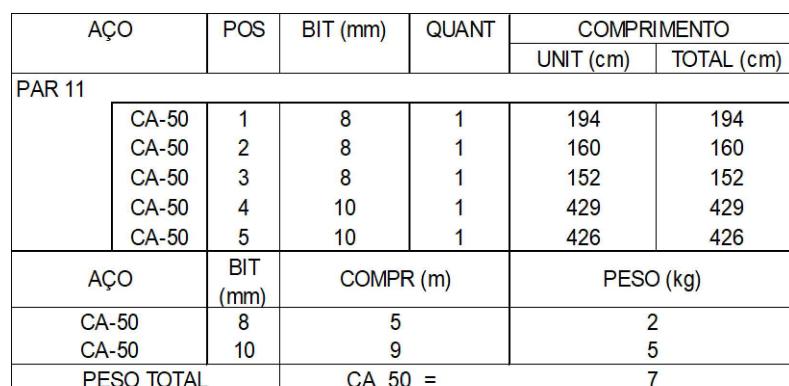 AÇO POS BIT (mm) QUANT COMPRIMENTO
UNIT (cm) TOTAL (cm)
PAR 11
CA-50 1 8 1 194 194
CA-50 2 8 1 160 160
CA-50 3 8 1 152 152
CA-50 4 10 1 429 429
CA-50 5 10 1 426 426
AÇO BIT (mm) COMPR (m) PESO (kg)
CA-50 8 5 2
CA-50 10 9 5
PESO TOTAL CA 50 = 7